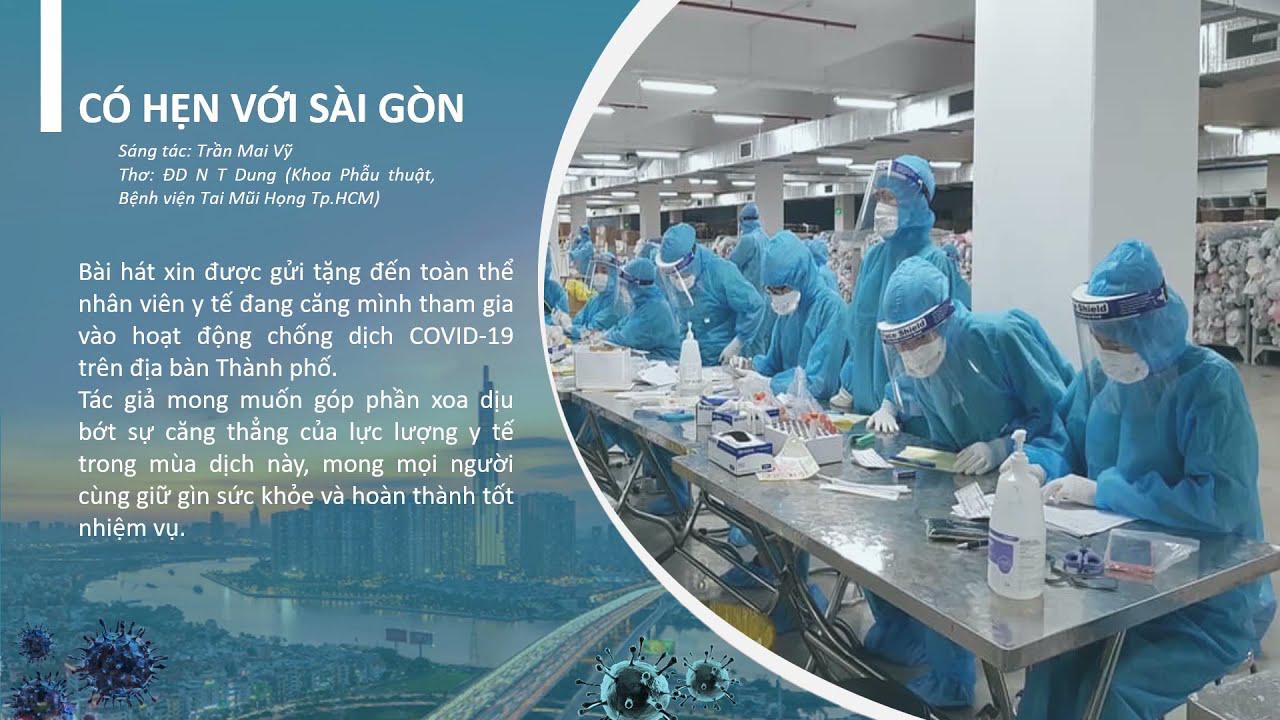 CÓ HẸN VỚI SÀI GÒN
Sáng tác: Trần Mai Vỹ
Thơ: ĐD N T Dung (Khoa Phẫu thuật,
Bệnh viện Tai Mũi Họng Tp.HCM)
Bài hát xin được gửi tặng đến toàn thể
nhân viên y tế đang căng mình tham gia
vào hoạt động chống dịch COVID-19
trên địa bàn Thành phố.
Tác giả mong muốn góp phần xoa dịu
bớt sự căng thẳng của lực lượng y tế
trong mùa dịch này, mong mọi người
cùng giữ gìn sức khỏe và hoàn thành tốt
nhiệm vụ.
Shield